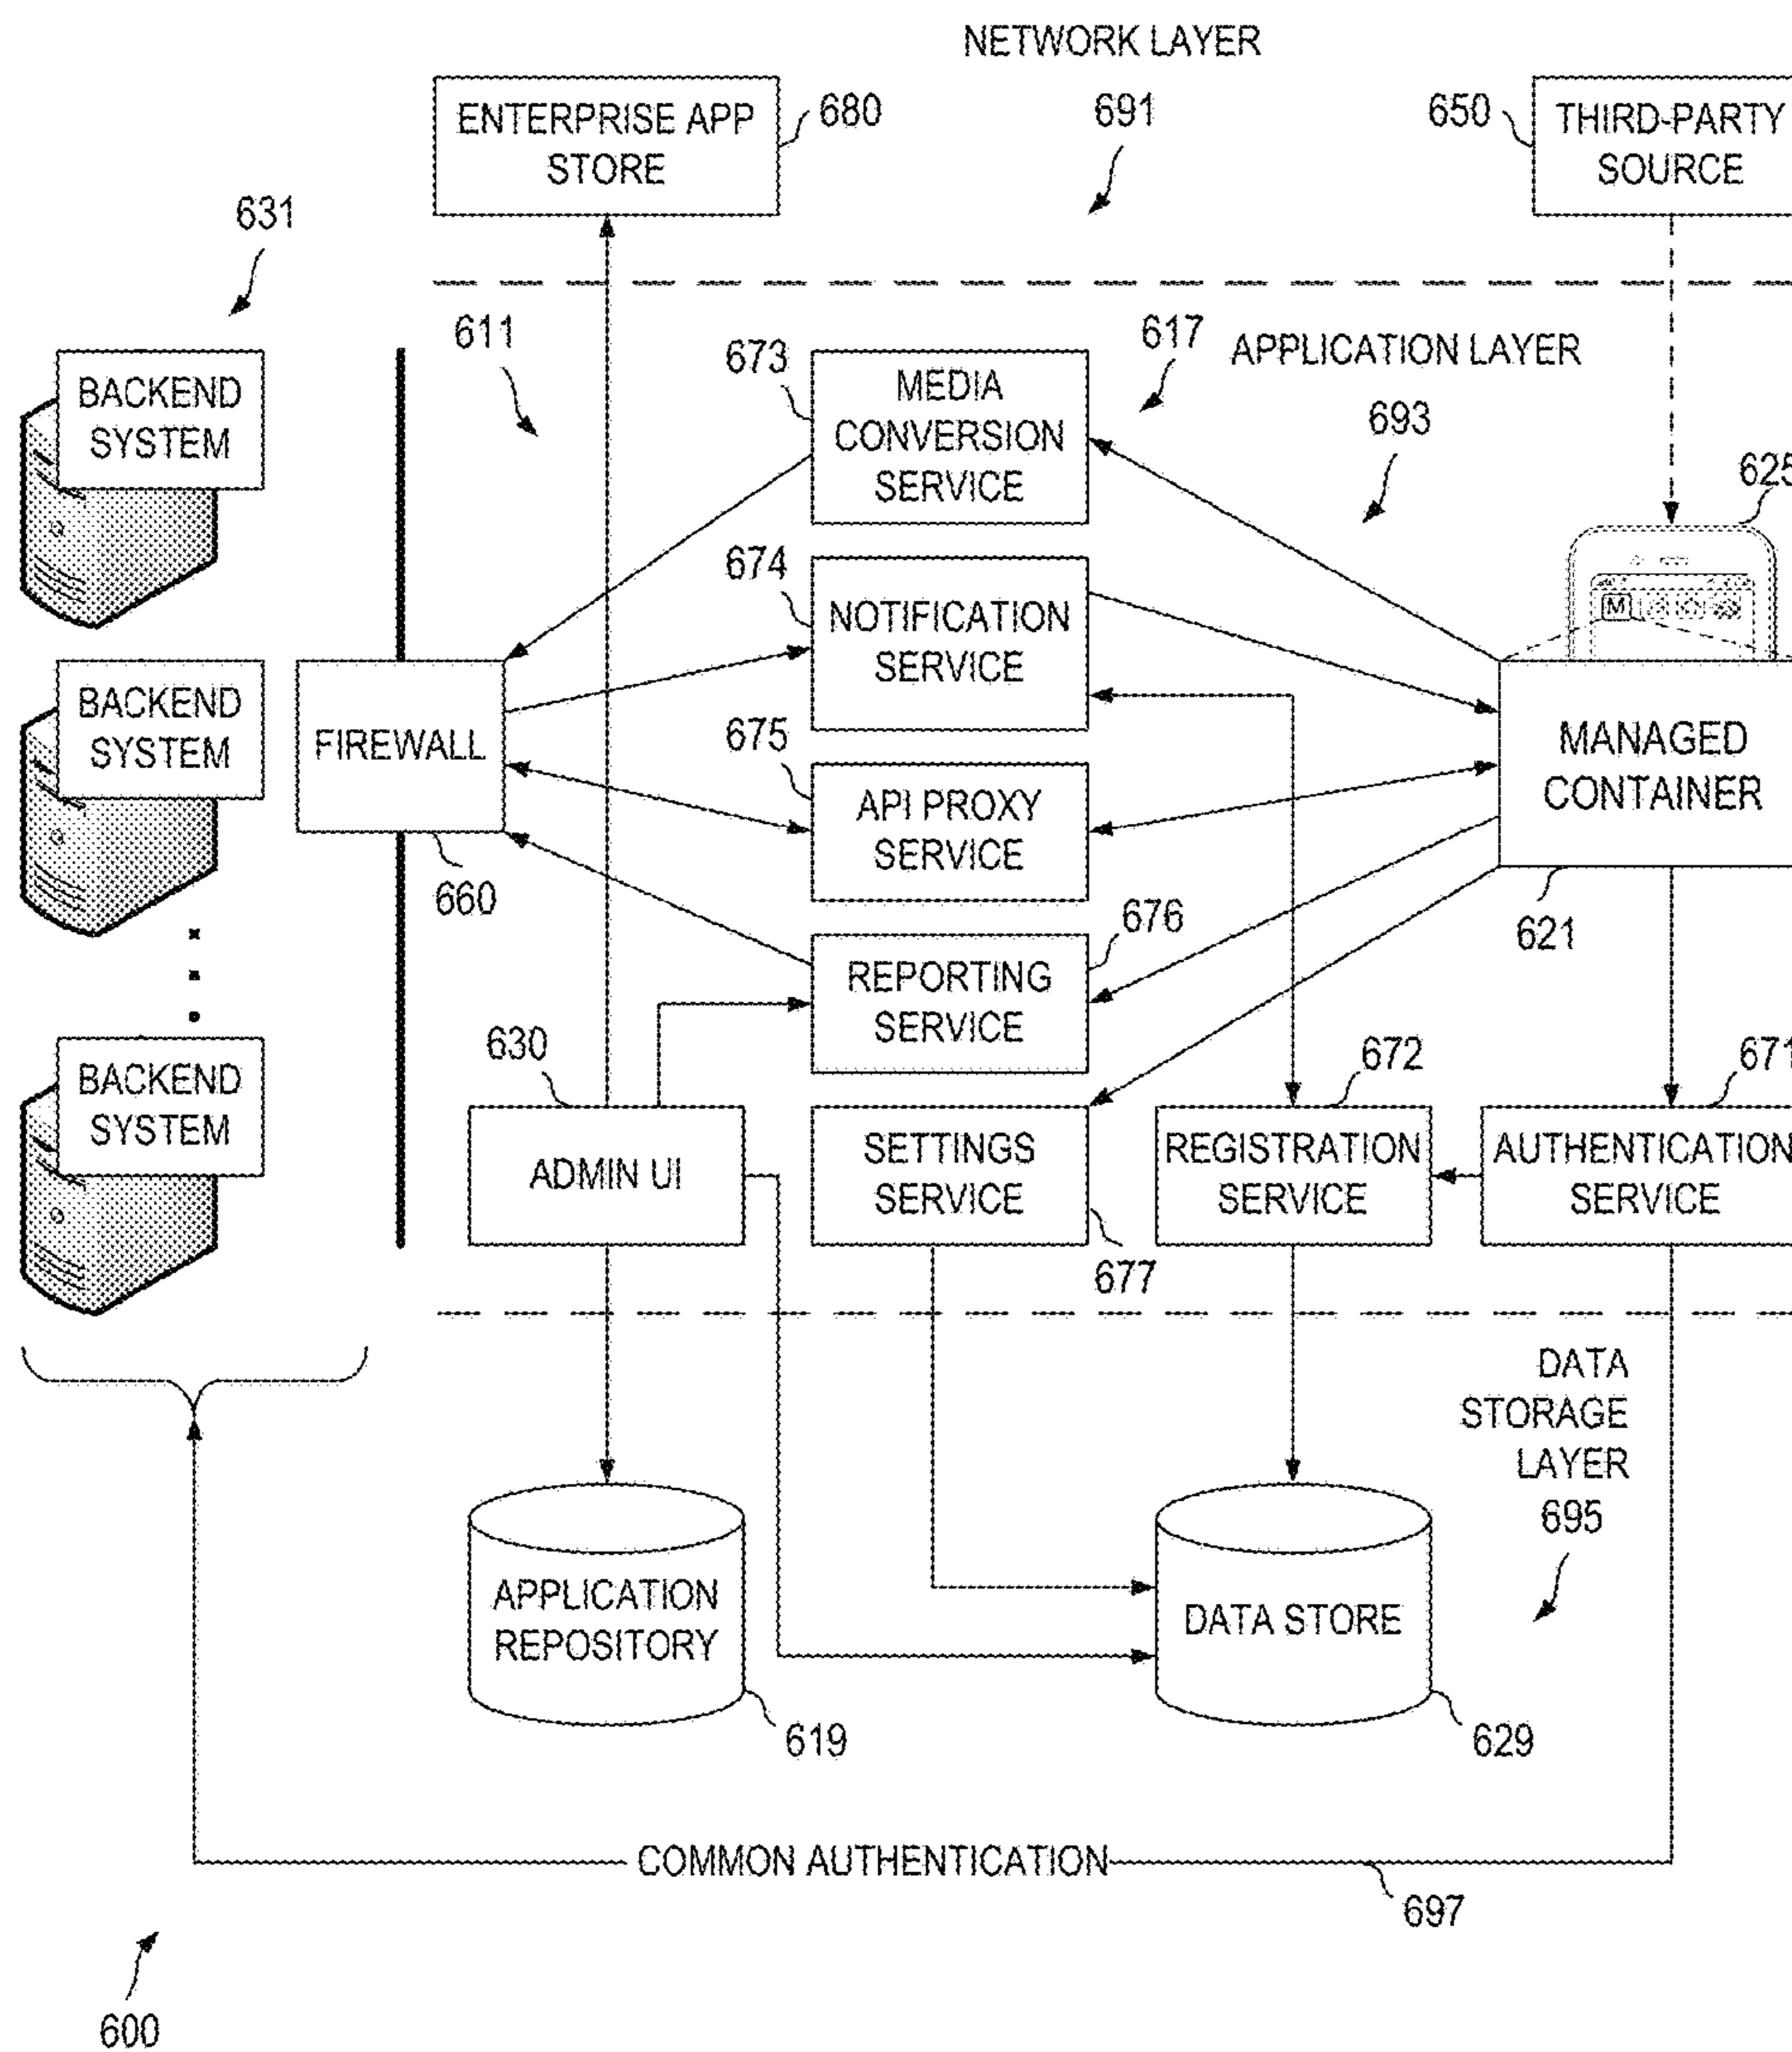 NETWORK LAYER
691
ENTERPRISE APP
STORE
680
650
THIRD-PARTY
SOURCE
631
611
673
MEDIA
CONVERSION
SERVICE
617
APPLICATION LAYER
693
625
BACKEND
SYSTEM
674
NOTIFICATION
SERVICE
M
BACKEND
SYSTEM
FIREWALL
660
675
API PROXY
SERVICE
MANAGED
CONTAINER
621
676
REPORTING
SERVICE
BACKEND
SYSTEM
630
ADMIN UI
SETTINGS
SERVICE
677
672
REGISTRATION
SERVICE
671
AUTHENTICATION
SERVICE
DATA
STORAGE
LAYER
695
APPLICATION
REPOSITORY
619
DATA STORE
629
COMMON AUTHENTICATION
697
600